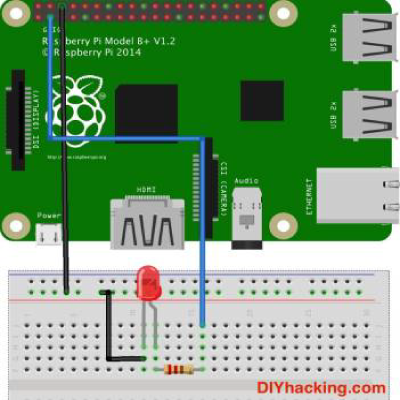 GPIO
Raspberry Pi Model B+ V1.2
© Raspberry Pi 2014
USB 2x
DSI (DISPLAY)
USB 2x
http://www.raspberrypi.org
CSI (CAMERA)
HDMI
Audio
ETHERNET
Power
DIYhacking.com